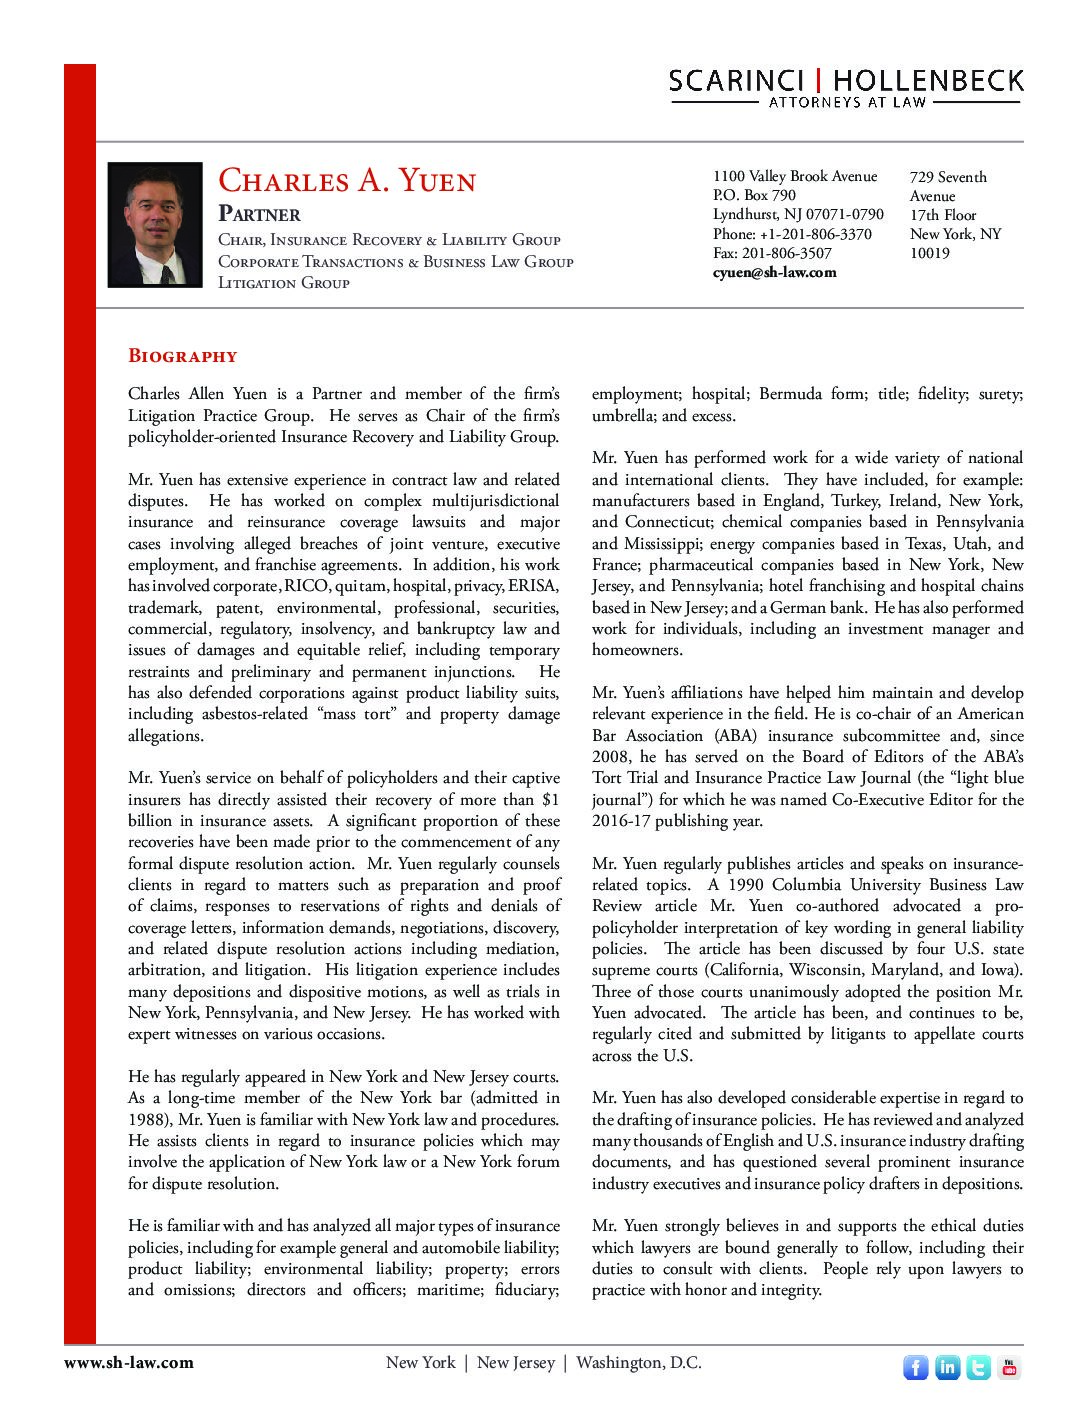 SCARINCI | HOLLENBECK
ATTORNEYS AT LAW
Charles A. Yuen
Partner
Chair, Insurance Recovery & Liability Group
Corporate Transactions & Business Law Group
Litigation Group
1100 Valley Brook Avenue
P.O. Box 790
Lyndhurst, NJ 07071-0790
Phone: +1-201-806-3370
Fax: 201-806-3507
cyuen@sh-law.com
729 Seventh
Avenue
17th Floor
New York, NY
10019
Biography
Charles Allen Yuen is a Partner and member of the firm's
Litigation Practice Group. He serves as Chair of the firm's
policyholder-oriented Insurance Recovery and Liability Group.
Mr. Yuen has extensive experience in contract law and related
disputes. He has worked on complex multijurisdictional
insurance and reinsurance coverage lawsuits and major
cases involving alleged breaches of joint venture, executive
employment, and franchise agreements. In addition, his work
has involved corporate, RICO, qui tam, hospital, privacy, ERISA,
trademark, patent, environmental, professional, securities,
commercial, regulatory, insolvency, and bankruptcy law and
issues of damages and equitable relief, including temporary
restraints and preliminary and permanent injunctions. He
has also defended corporations against product liability suits,
including asbestos-related “mass tort” and property damage
allegations.
Mr. Yuen's service on behalf of policyholders and their captive
insurers has directly assisted their recovery of more than $1
billion in insurance assets. A significant proportion of these
recoveries have been made prior to the commencement of any
formal dispute resolution action. Mr. Yuen regularly counsels
clients in regard to matters such as preparation and proof
of claims, responses to reservations of rights and denials of
coverage letters, information demands, negotiations, discovery,
and related dispute resolution actions including mediation,
arbitration, and litigation. His litigation experience includes
many depositions and dispositive motions, as well as trials in
New York, Pennsylvania, and New Jersey. He has worked with
expert witnesses on various occasions.
He has regularly appeared in New York and New Jersey courts.
As a long-time member of the New York bar (admitted in
1988), Mr. Yuen is familiar with New York law and procedures.
He assists clients in regard to insurance policies which may
involve the application of New York law or a New York forum
for dispute resolution.
He is familiar with and has analyzed all major types of insurance
policies, including for example general and automobile liability;
product liability; environmental liability; property; errors
and omissions; directors and officers; maritime; fiduciary;
employment; hospital; Bermuda form; title; fidelity; surety;
umbrella; and excess.
Mr. Yuen has performed work for a wide variety of national
and international clients. They have included, for example:
manufacturers based in England, Turkey, Ireland, New York,
and Connecticut; chemical companies based in Pennsylvania
and Mississippi; energy companies based in Texas, Utah, and
France; pharmaceutical companies based in New York, New
Jersey, and Pennsylvania; hotel franchising and hospital chains
based in New Jersey; and a German bank. He has also performed
work for individuals, including an investment manager and
homeowners.
Mr. Yuen's affiliations have helped him maintain and develop
relevant experience in the field. He is co-chair of an American
Bar Association (ABA) insurance subcommittee and, since
2008, he has served on the Board of Editors of the ABA's
Tort Trial and Insurance Practice Law Journal (the “light blue
journal”) for which he was named Co-Executive Editor for the
2016-17 publishing year.
Mr. Yuen regularly publishes articles and speaks on insurance-
related topics. A 1990 Columbia University Business Law
Review article Mr. Yuen co-authored advocated a pro-
policyholder interpretation of key wording in general liability
policies. The article has been discussed by four U.S. state
supreme courts (California, Wisconsin, Maryland, and Iowa).
Three of those courts unanimously adopted the position Mr.
Yuen advocated. The article has been, and continues to be,
regularly cited and submitted by litigants to appellate courts
across the U.S.
Mr. Yuen has also developed considerable expertise in regard to
the drafting of insurance policies. He has reviewed and analyzed
many thousands of English and U.S. insurance industry drafting
documents, and has questioned several prominent insurance
industry executives and insurance policy drafters in depositions.
Mr. Yuen strongly believes in and supports the ethical duties
which lawyers are bound generally to follow, including their
duties to consult with clients. People rely upon lawyers to
practice with honor and integrity.
www.sh-law.com
New York | New Jersey | Washington, D.C.